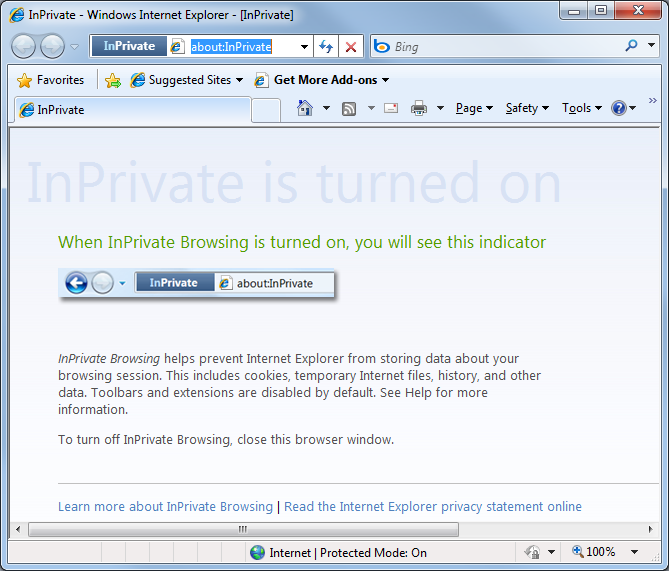 InPrivate - Windows Internet Explorer - [InPrivate]
InPrivate about:InPrivate Bing
Favorites Suggested Sites Get More Add-ons
InPrivate Page Safety Tools
InPrivate is turned on
When InPrivate Browsing is turned on, you will see this indicator
InPrivate about:InPrivate
InPrivate Browsing helps prevent Internet Explorer from storing data about your
browsing session. This includes cookies, temporary Internet files, history, and other
data. Toolbars and extensions are disabled by default. See Help for more
information.
To turn off InPrivate Browsing, close this browser window.
Learn more about InPrivate Browsing | Read the Internet Explorer privacy statement online
Internet | Protected Mode: On 100%